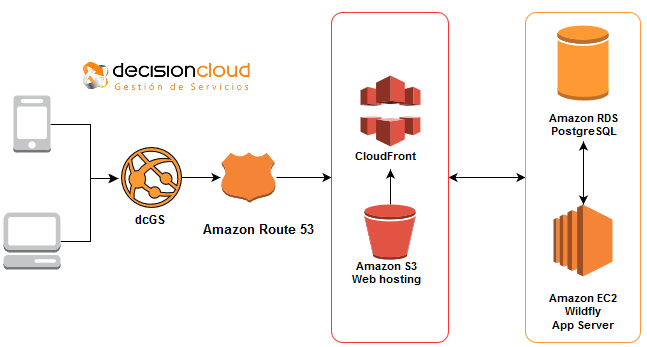 decisioncloud
Gestión de Servicios
dcGS
Amazon Route 53
CloudFront
Amazon S3
Web hosting
Amazon RDS
PostgreSQL
Amazon EC2
Wildfly
App Server